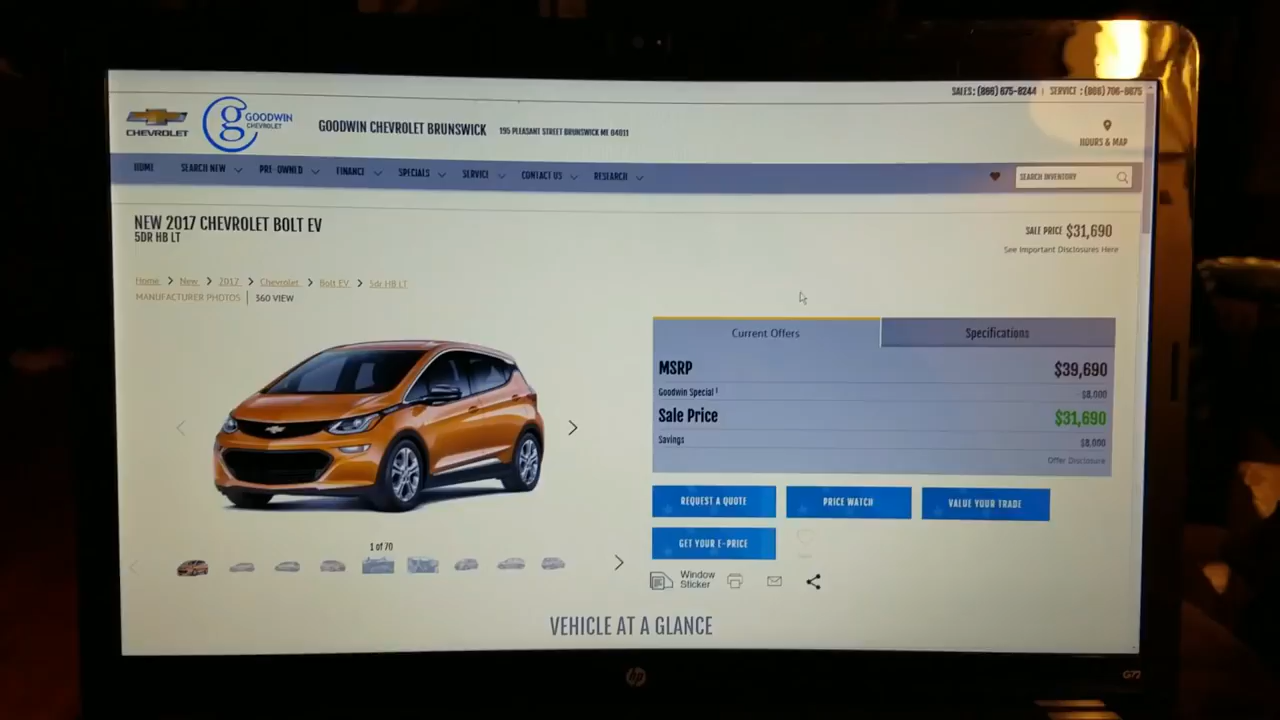 SALES: (866) 675-8244 | SERVICE : (866) 706-8875
CHEVROLET
g GOODWIN
CHEVROLET
GOODWIN CHEVROLET BRUNSWICK 195 PLEASANT STREET BRUNSWICK ME 04011
HOURS & MAP
HOME SEARCH NEW PRE-OWNED FINANCE SPECIALS SERVICE CONTACT US RESEARCH SEARCH INVENTORY
NEW 2017 CHEVROLET BOLT EV
5DR HB LT
SALE PRICE $31,690
See Important Disclosures Here
Home > New > 2017 > Chevrolet > Bolt EV > 5dr HB LT
MANUFACTURER PHOTOS | 360 VIEW
Current Offers Specifications
MSRP $39,690
Goodwin Special 1 - $8,000
Sale Price $31,690
Savings $8,000
Offer Disclosure
REQUEST A QUOTE PRICE WATCH VALUE YOUR TRADE
GET YOUR E-PRICE
1 of 70
Window
Sticker
VEHICLE AT A GLANCE
hp
G72